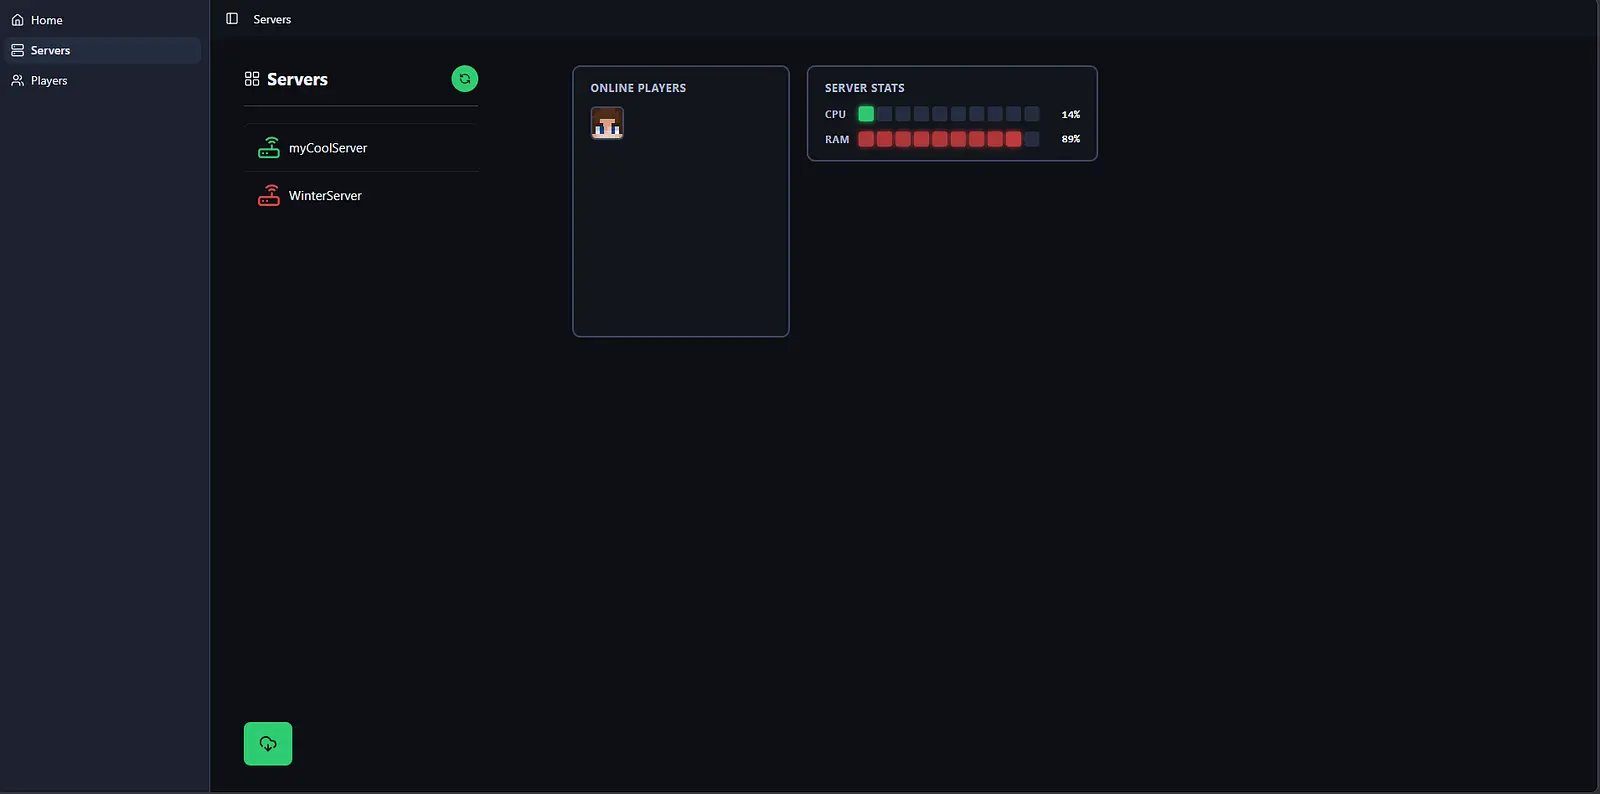 Home
Servers
Players
Servers
Servers
myCoolServer
WinterServer
ONLINE PLAYERS
SERVER STATS
CPU 14%
RAM 89%